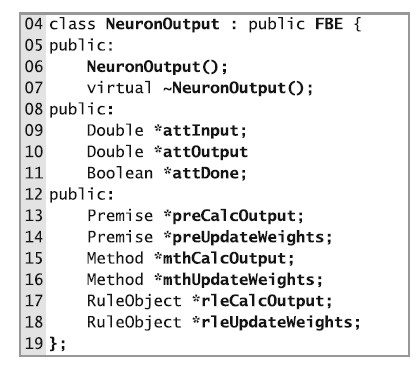 04 class NeuronOutput : public FBE {
05 public:
06     NeuronOutput();
07     virtual ~NeuronOutput();
08 public:
09     Double *attInput;
10     Double *attOutput
11     Boolean *attDone;
12 public:
13     Premise *preCalcOutput;
14     Premise *preUpdateWeights;
15     Method *mthCalcOutput;
16     Method *mthUpdateWeights;
17     RuleObject *rleCalcOutput;
18     RuleObject *rleUpdateWeights;
19 };